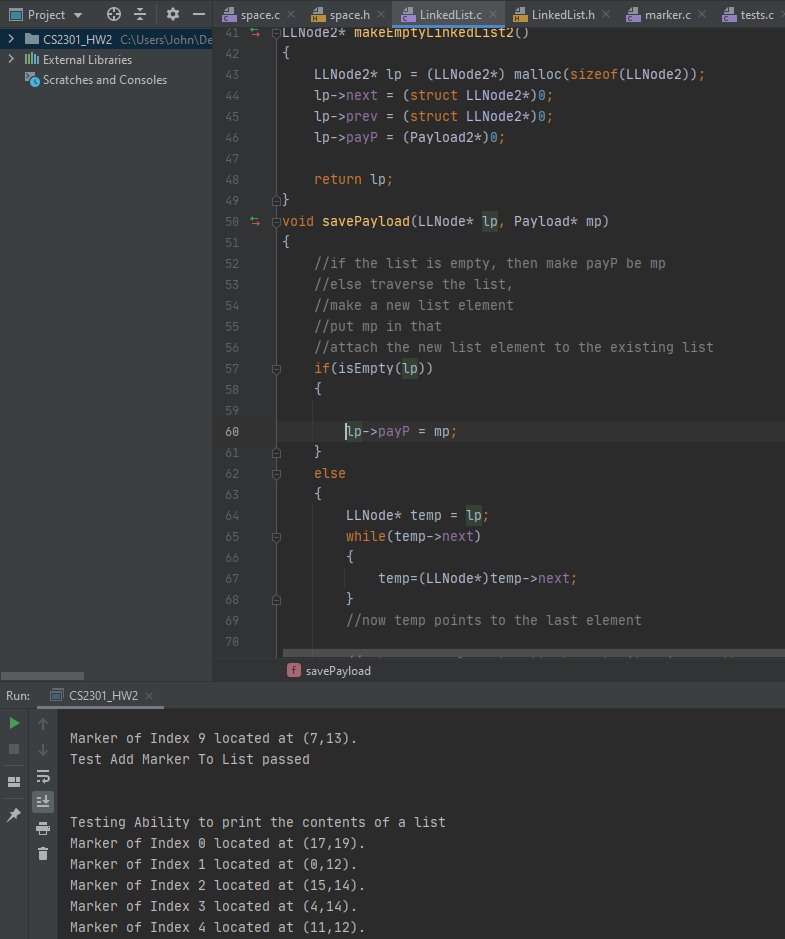 Project
space.c
space.h
LinkedList.c
LinkedList.h
marker.c
tests.c
CS2301_HW2 C:\Users\John\De
External Libraries
Scratches and Consoles
41 LLNode2* makeEmptyLinkedList2()
42 {
43 LLNode2* lp = (LLNode2*) malloc(sizeof(LLNode2));
44 lp->next = (struct LLNode2*)0;
45 lp->prev = (struct LLNode2*)0;
46 lp->payP = (Payload2*)0;
47
48 return lp;
49 }
50 void savePayload(LLNode* lp, Payload* mp)
51 {
52 //if the list is empty, then make payP be mp
53 //else traverse the list,
54 //make a new list element
55 //put mp in that
56 //attach the new list element to the existing list
57 if(isEmpty(lp))
58 {
59
60 lp->payP = mp;
61 }
62 else
63 {
64 LLNode* temp = lp;
65 while(temp->next)
66 {
67 temp=(LLNode*)temp->next;
68 }
69 //now temp points to the last element
70
f savePayload
Run: CS2301_HW2
Marker of Index 9 located at (7,13).
Test Add Marker To List passed
Testing Ability to print the contents of a list
Marker of Index 0 located at (17,19).
Marker of Index 1 located at (0,12).
Marker of Index 2 located at (15,14).
Marker of Index 3 located at (4,14).
Marker of Index 4 located at (11,12).